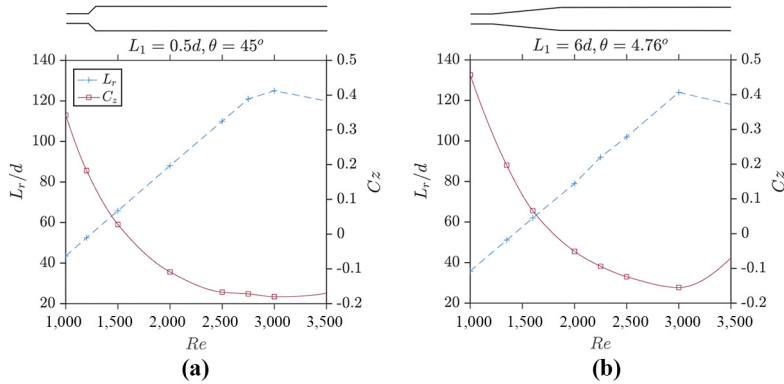 L₁ = 0.5d, θ = 45°
140
120
100
80
60
40
20
L_r/d
L_r
C_z
0.5
0.4
0.3
0.2
0.1
0
-0.1
-0.2
Cz
1,000 1,500 2,000 2,500 3,000 3,500
Re
(a)
L₁ = 6d, θ = 4.76°
140
120
100
80
60
40
20
L_r/d
0.5
0.4
0.3
0.2
0.1
0
-0.1
-0.2
Cz
1,000 1,500 2,000 2,500 3,000 3,500
Re
(b)